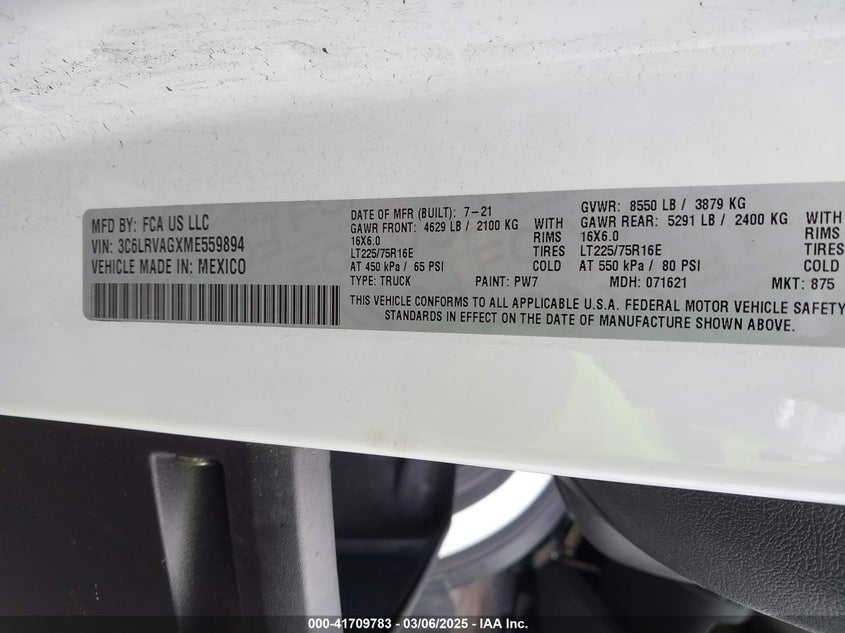 MFD BY: FCA US LLC
VIN: 3C6LRVAGXME559894
VEHICLE MADE IN: MEXICO
DATE OF MFR (BUILT): 7-21 GVWR: 8550 LB / 3879 KG
GAWR FRONT: 4629 LB / 2100 KG WITH GAWR REAR: 5291 LB / 2400 KG WITH
16X6.0 RIMS 16X6.0 RIMS
LT225/75R16E TIRES LT225/75R16E TIRES
AT 450 kPa / 65 PSI COLD AT 550 kPa / 80 PSI COLD
TYPE: TRUCK PAINT: PW7 MDH: 071621 MKT: 875
THIS VEHICLE CONFORMS TO ALL APPLICABLE U.S.A. FEDERAL MOTOR VEHICLE SAFETY
STANDARDS IN EFFECT ON THE DATE OF MANUFACTURE SHOWN ABOVE.
000-41709783 - 03/06/2025 - IAA Inc.